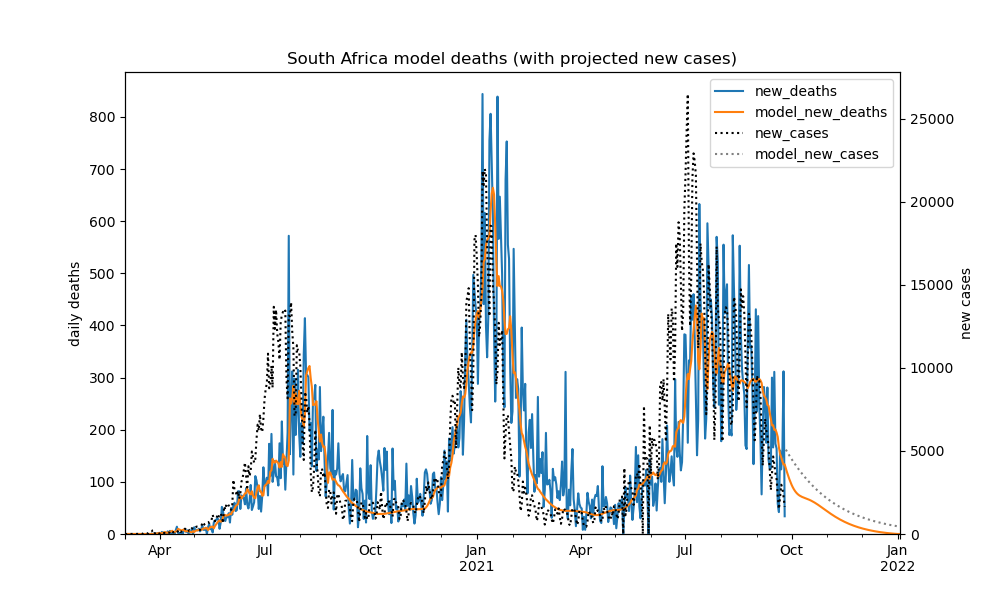 South Africa model deaths (with projected new cases)
new_deaths
model_new_deaths
new_cases
model_new_cases
daily deaths
800
700
600
500
400
300
200
100
0
25000
20000
15000
10000
5000
0
new cases
Apr Jul Oct Jan Apr Jul Oct Jan
2021 2022